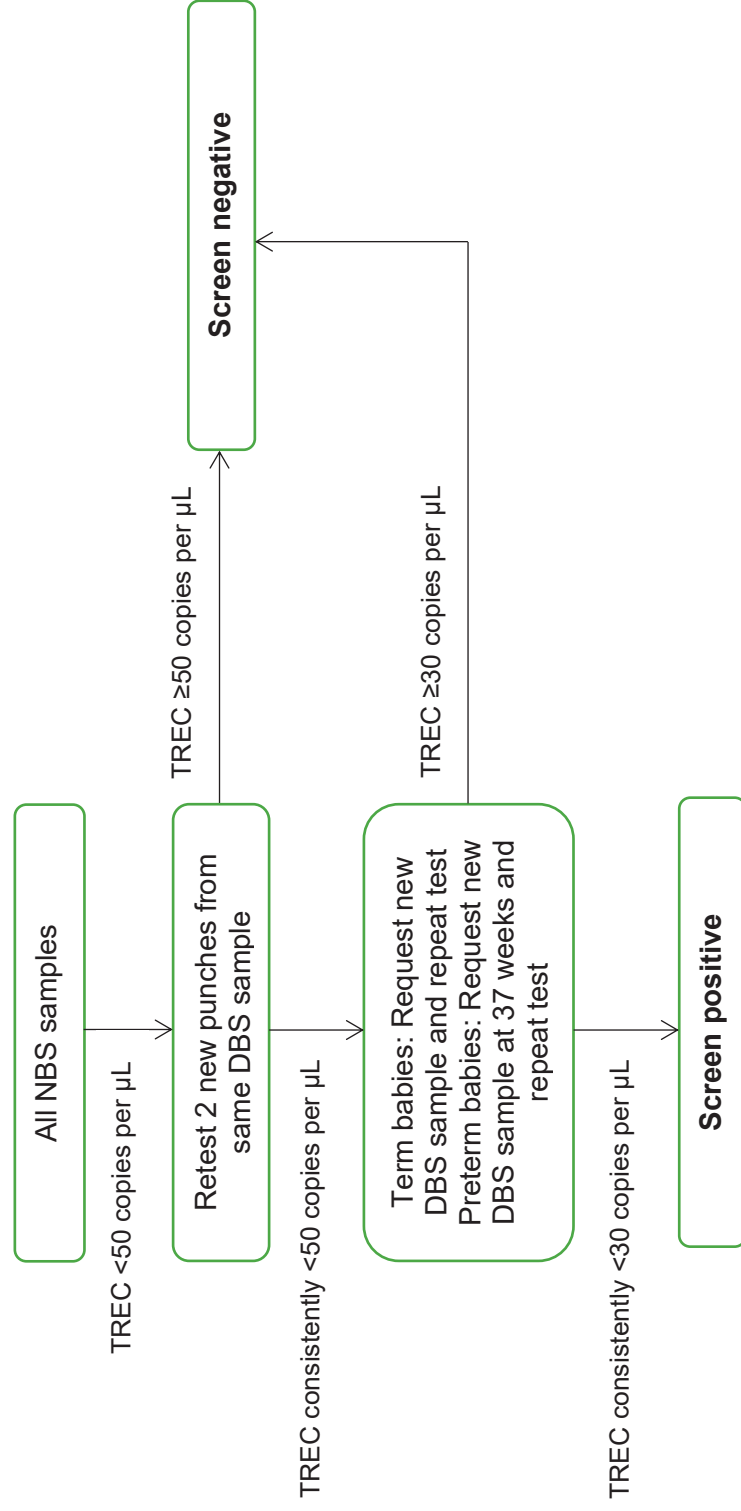 All NBS samples
TREC <50 copies per µL
Retest 2 new punches from
same DBS sample
TREC ≥50 copies per µL
Screen negative
TREC consistently <50 copies per µL
Term babies: Request new
DBS sample and repeat test
Preterm babies: Request new
DBS sample at 37 weeks and
repeat test
TREC ≥30 copies per µL
TREC consistently <30 copies per µL
Screen positive